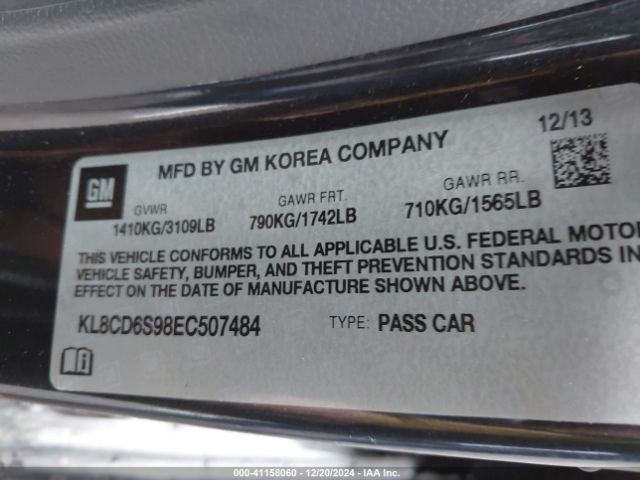 12/13
MFD BY GM KOREA COMPANY
GM
GVWR GAWR FRT. GAWR RR.
1410KG/3109LB 790KG/1742LB 710KG/1565LB
THIS VEHICLE CONFORMS TO ALL APPLICABLE U.S. FEDERAL MOTOR
VEHICLE SAFETY, BUMPER, AND THEFT PREVENTION STANDARDS IN
EFFECT ON THE DATE OF MANUFACTURE SHOWN ABOVE.
KL8CD6S98EC507484 TYPE: PASS CAR
000-41158060 - 12/20/2024 - IAA Inc.